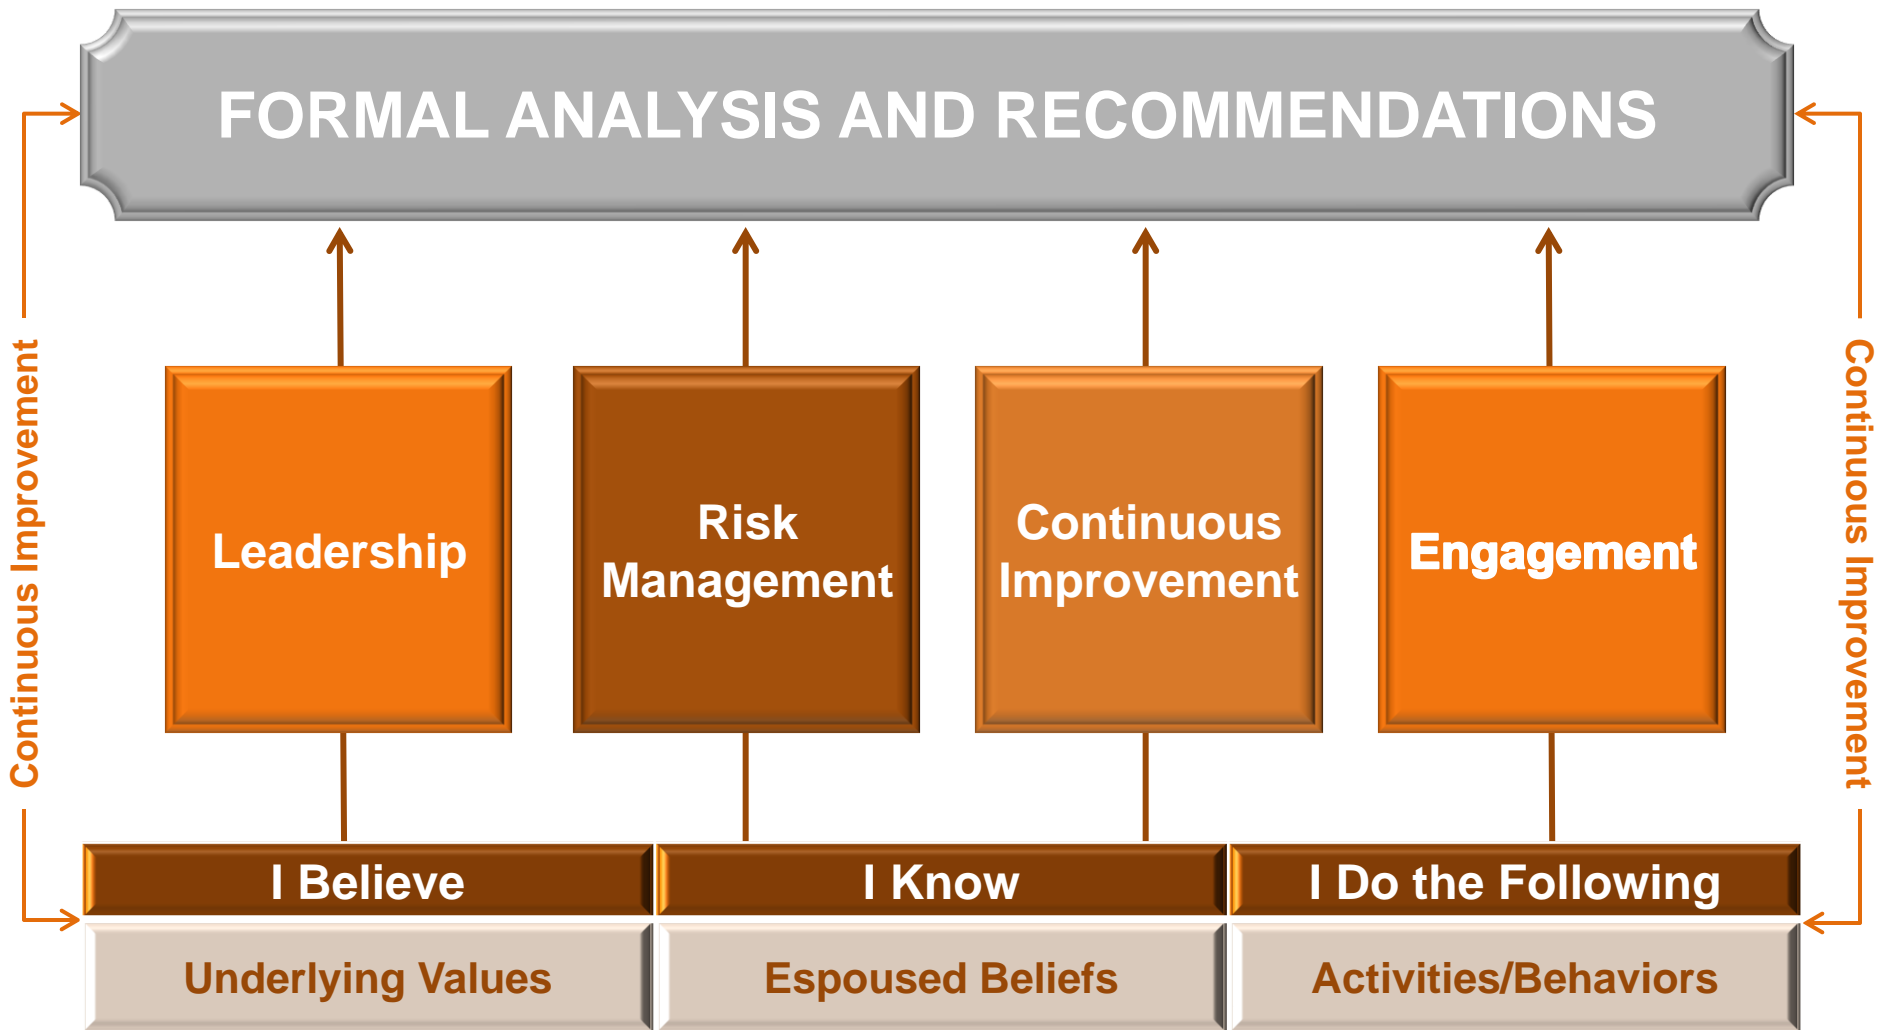 FORMAL ANALYSIS AND RECOMMENDATIONS
Continuous Improvement
Leadership
Risk
Management
Continuous
Improvement
Engagement
Continuous Improvement
I Believe
I Know
I Do the Following
Underlying Values
Espoused Beliefs
Activities/Behaviors